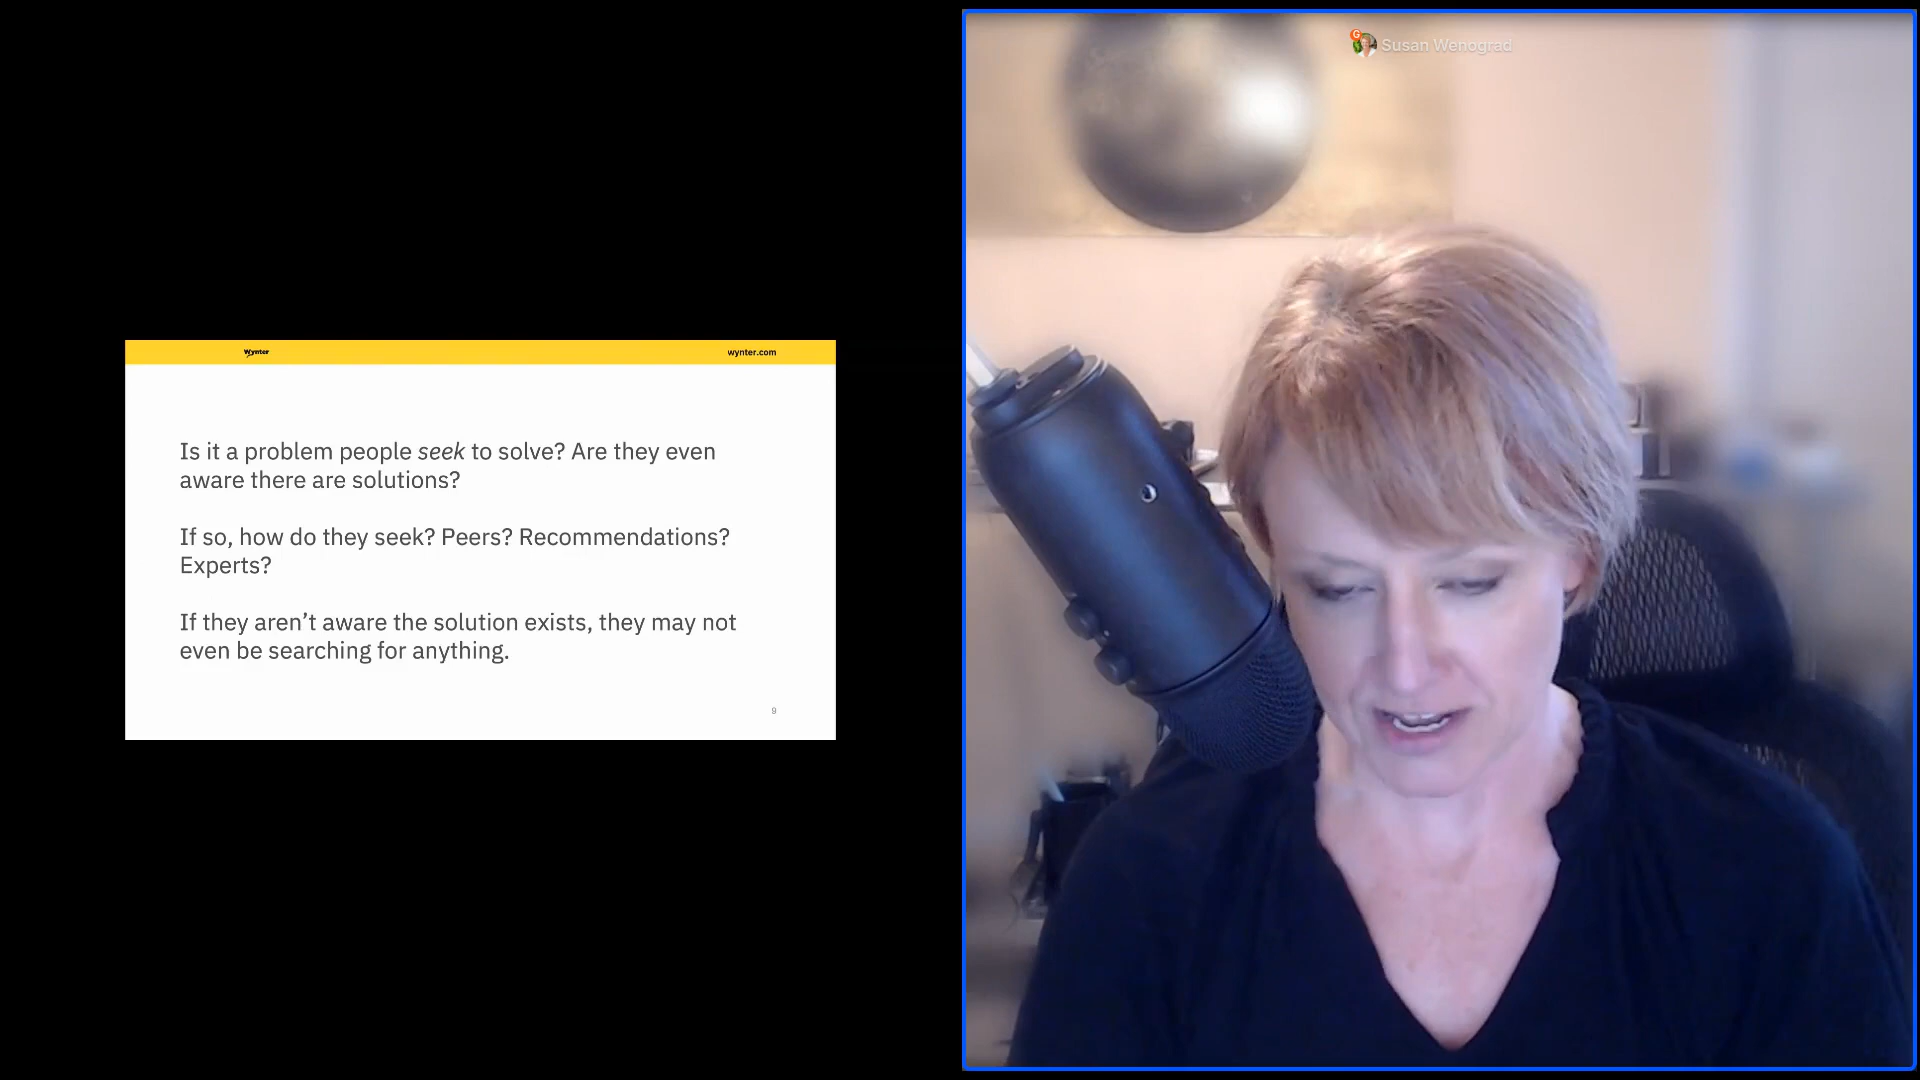 Wynter
wynter.com
Is it a problem people seek to solve? Are they even
aware there are solutions?
If so, how do they seek? Peers? Recommendations?
Experts?
If they aren’t aware the solution exists, they may not
even be searching for anything.
9
G
Susan Wenograd